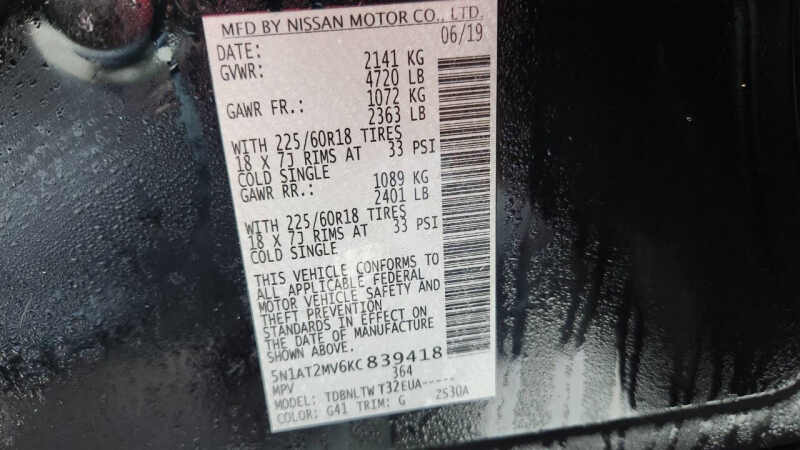 MFD BY NISSAN MOTOR CO., LTD.
DATE: 06/19
GVWR: 2141 KG
4720 LB
GAWR FR.: 1072 KG
2363 LB
WITH 225/60R18 TIRES
18 X 7J RIMS AT 33 PSI
COLD SINGLE
GAWR RR.: 1089 KG
2401 LB
WITH 225/60R18 TIRES
18 X 7J RIMS AT 33 PSI
COLD SINGLE
THIS VEHICLE CONFORMS TO
ALL APPLICABLE FEDERAL
MOTOR VEHICLE SAFETY AND
THEFT PREVENTION
STANDARDS IN EFFECT ON
THE DATE OF MANUFACTURE
SHOWN ABOVE.
5N1AT2MV6KC839418
MPV 364
MODEL: TDBNLTW T32EUA-----
COLOR: G41 TRIM: G 2S30A